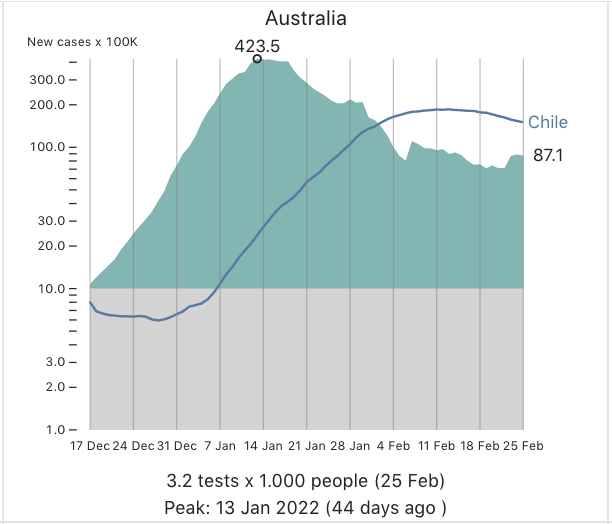 Australia
New cases x 100K
423.5
300.0
200.0
100.0
Chile
87.1
30.0
20.0
10.0
3.0
2.0
1.0
17 Dec 24 Dec 31 Dec 7 Jan 14 Jan 21 Jan 28 Jan 4 Feb 11 Feb 18 Feb 25 Feb
3.2 tests x 1.000 people (25 Feb)
Peak: 13 Jan 2022 (44 days ago )